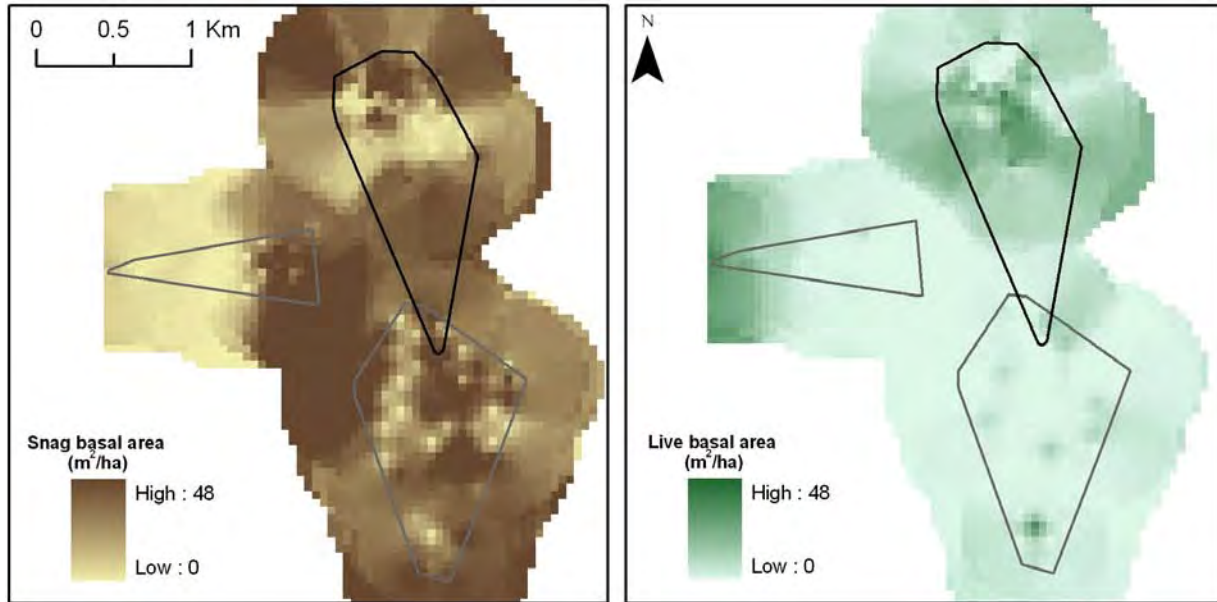 0 0.5 1 Km
Snag basal area
(m²/ha)
High : 48
Low : 0
N
Live basal area
(m²/ha)
High : 48
Low : 0